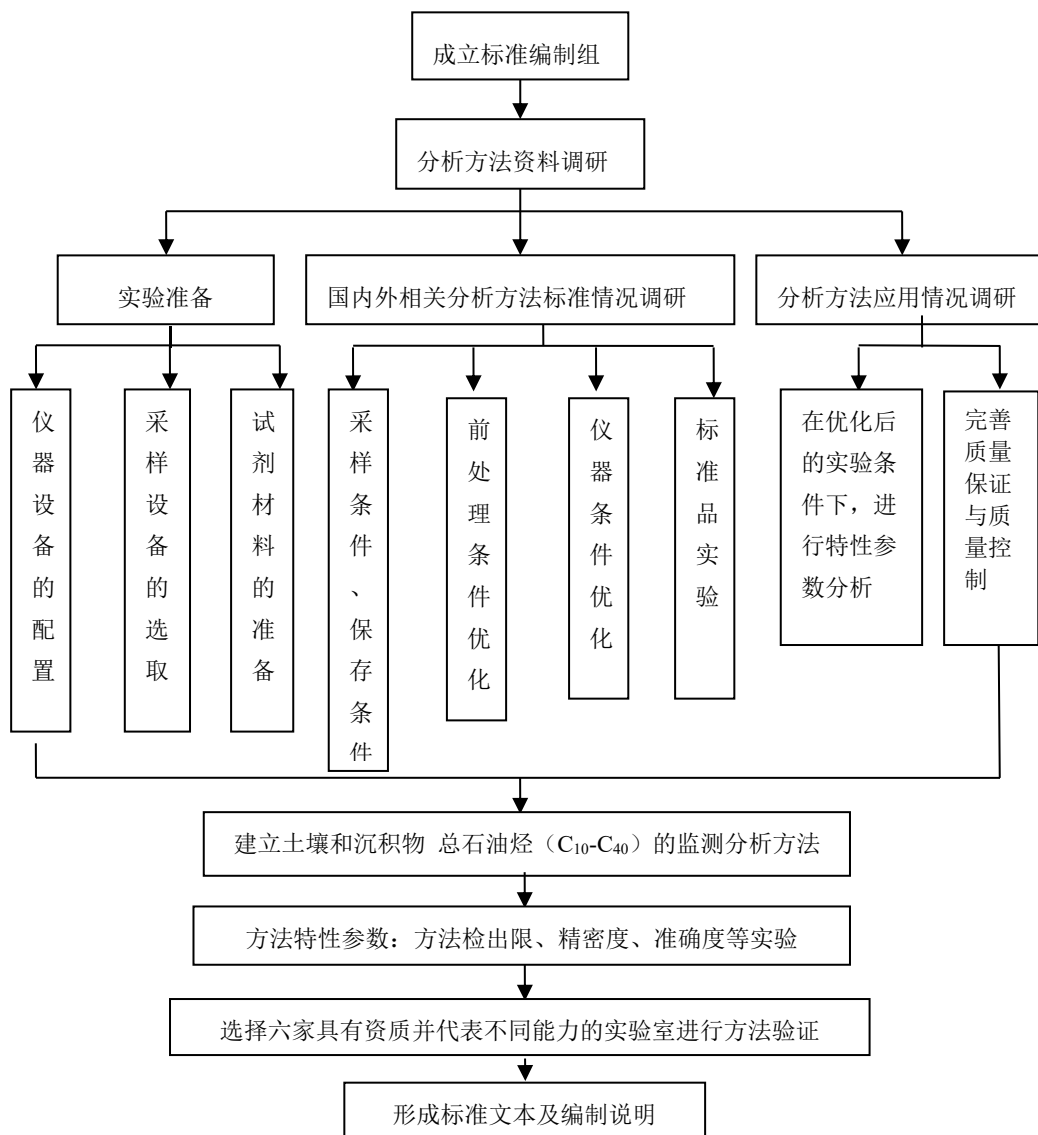 成立标准编制组
分析方法资料调研
实验准备
国内外相关分析方法标准情况调研
分析方法应用情况调研
仪器设备的配置
采样设备的选取
试剂材料的准备
采样条件、保存条件
前处理条件优化
仪器条件优化
标准品实验
在优化后
的实验条
件下，进
行特性参
数分析
完善
质量
保证
与质
量控
制
建立土壤和沉积物 总石油烃（C10-C40）的监测分析方法
方法特性参数：方法检出限、精密度、准确度等实验
选择六家具有资质并代表不同能力的实验室进行方法验证
形成标准文本及编制说明